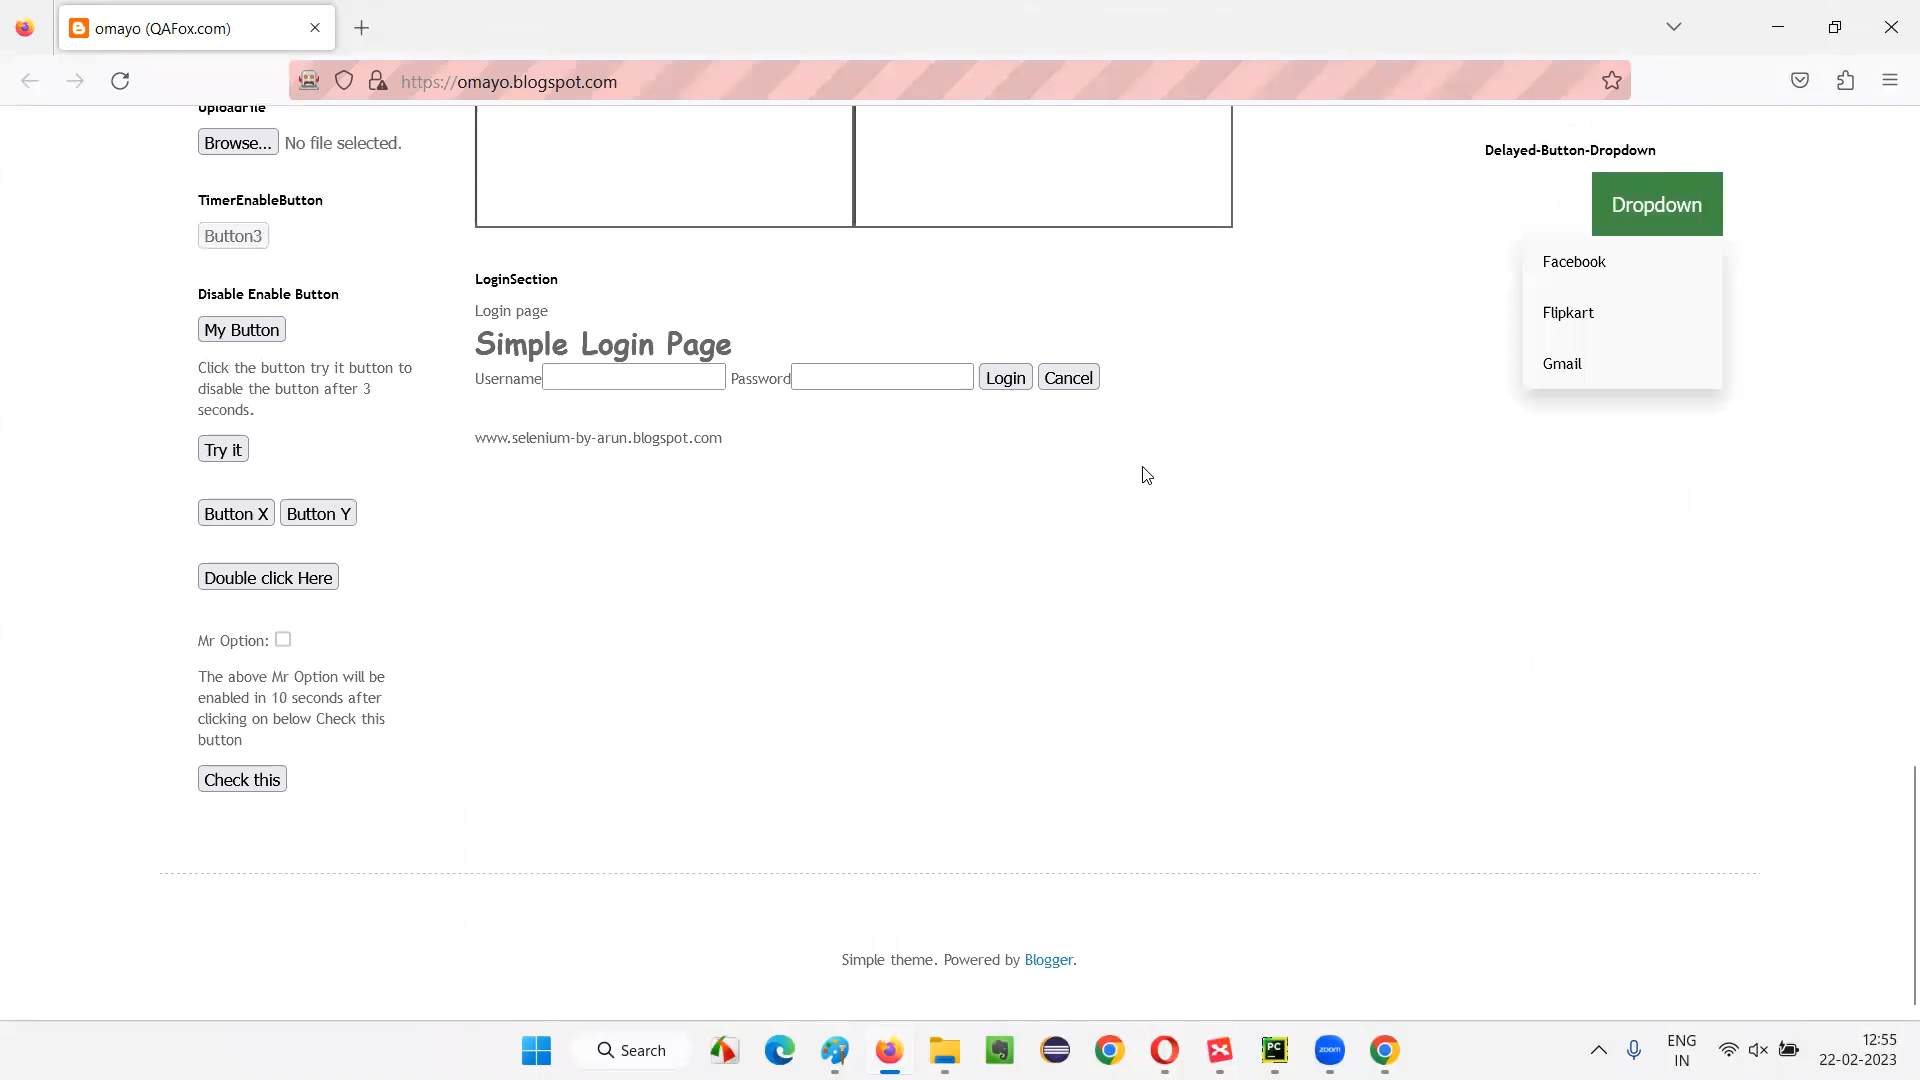 omayo (QAFox.com)
https://omayo.blogspot.com
UploadFile
Browse... No file selected.
TimerEnableButton
Button3
Disable Enable Button
My Button
Click the button try it button to
disable the button after 3
seconds.
Try it
Button X Button Y
Double click Here
Mr Option:
The above Mr Option will be
enabled in 10 seconds after
clicking on below Check this
button
Check this
LoginSection
Login page
Simple Login Page
Username Password Login Cancel
www.selenium-by-arun.blogspot.com
Delayed-Button-Dropdown
Dropdown
Facebook
Flipkart
Gmail
Simple theme. Powered by Blogger.
Search
PC
zoom
ENG
IN
12:55
22-02-2023